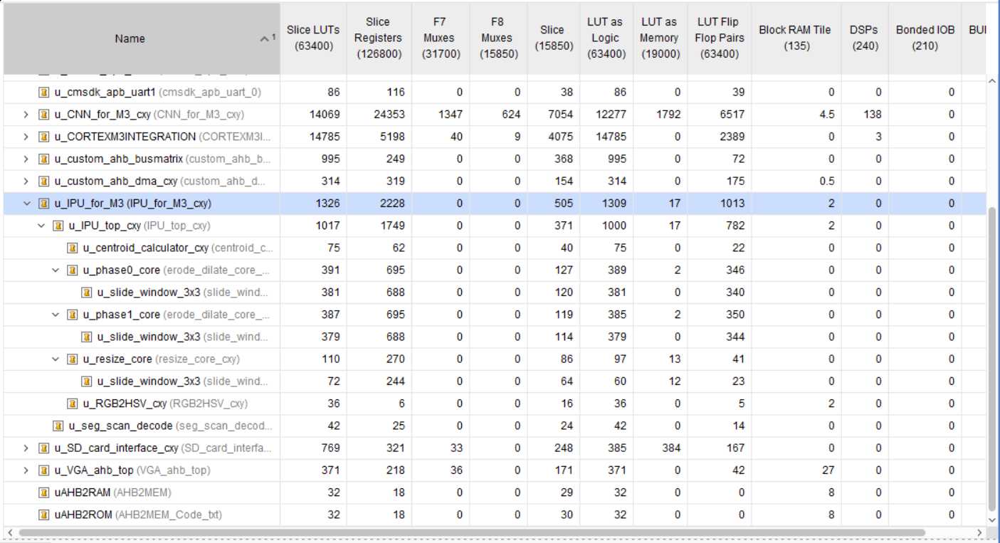 Name 1 Slice LUTs (63400) Slice Registers (126800) F7 Muxes (31700) F8 Muxes (15850) Slice (15850) LUT as Logic (63400) LUT as Memory (19000) LUT Flip Flop Pairs (63400) Block RAM Tile (135) DSPs (240) Bonded IOB (210) BUI
u_cmsdk_apb_uart1 (cmsdk_apb_uart_0) 86 116 0 0 38 86 0 39 0 0 0
u_CNN_for_M3_cxy (CNN_for_M3_cxy) 14069 24353 1347 624 7054 12277 1792 6517 4.5 138 0
u_CORTEXM3INTEGRATION (CORTEXM3I... 14785 5198 40 9 4075 14785 0 2389 0 3 0
u_custom_ahb_busmatrix (custom_ahb_b... 995 249 0 0 368 995 0 72 0 0 0
u_custom_ahb_dma_cxy (custom_ahb_d... 314 319 0 0 154 314 0 175 0.5 0 0
u_IPU_for_M3 (IPU_for_M3_cxy) 1326 2228 0 0 505 1309 17 1013 2 0 0
u_IPU_top_cxy (IPU_top_cxy) 1017 1749 0 0 371 1000 17 782 2 0 0
u_centroid_calculator_cxy (centroid_c... 75 62 0 0 40 75 0 22 0 0 0
u_phase0_core (erode_dilate_core_... 391 695 0 0 127 389 2 346 0 0 0
u_slide_window_3x3 (slide_wind... 381 688 0 0 120 381 0 340 0 0 0
u_phase1_core (erode_dilate_core_... 387 695 0 0 119 385 2 350 0 0 0
u_slide_window_3x3 (slide_wind... 379 688 0 0 114 379 0 344 0 0 0
u_resize_core (resize_core_cxy) 110 270 0 0 86 97 13 41 0 0 0
u_slide_window_3x3 (slide_wind... 72 244 0 0 64 60 12 23 0 0 0
u_RGB2HSV_cxy (RGB2HSV_cxy) 36 6 0 0 16 36 0 5 2 0 0
u_seg_scan_decode (seg_scan_decod... 42 25 0 0 24 42 0 14 0 0 0
u_SD_card_interface_cxy (SD_card_interfa... 769 321 33 0 248 385 384 167 0 0 0
u_VGA_ahb_top (VGA_ahb_top) 371 218 36 0 171 371 0 42 27 0 0
uAHB2RAM (AHB2MEM) 32 18 0 0 29 32 0 0 8 0 0
uAHB2ROM (AHB2MEM_Code_txt) 32 18 0 0 30 32 0 0 8 0 0